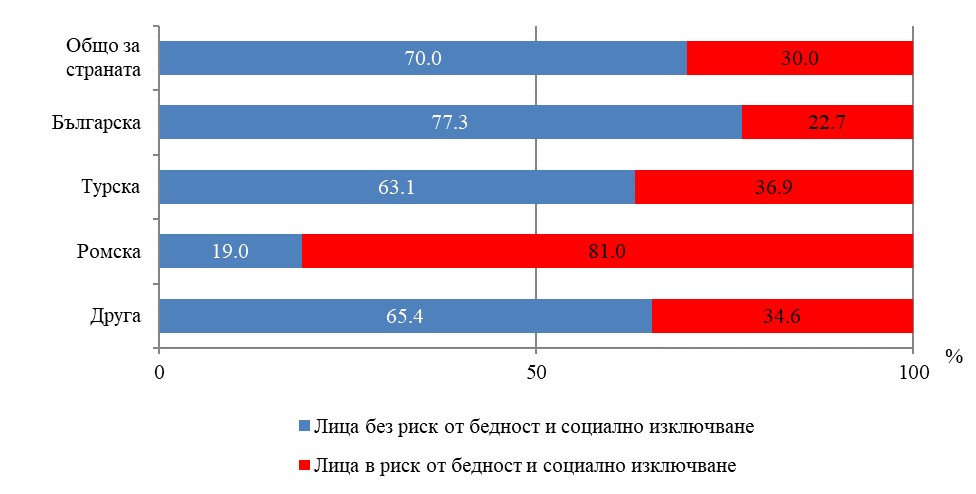 Общо за
страната
70.0 30.0
Българска 77.3 22.7
Турска 63.1 36.9
Ромска 19.0 81.0
Друга 65.4 34.6
0 50 100 %
Лица без риск от бедност и социално изключване
Лица в риск от бедност и социално изключване